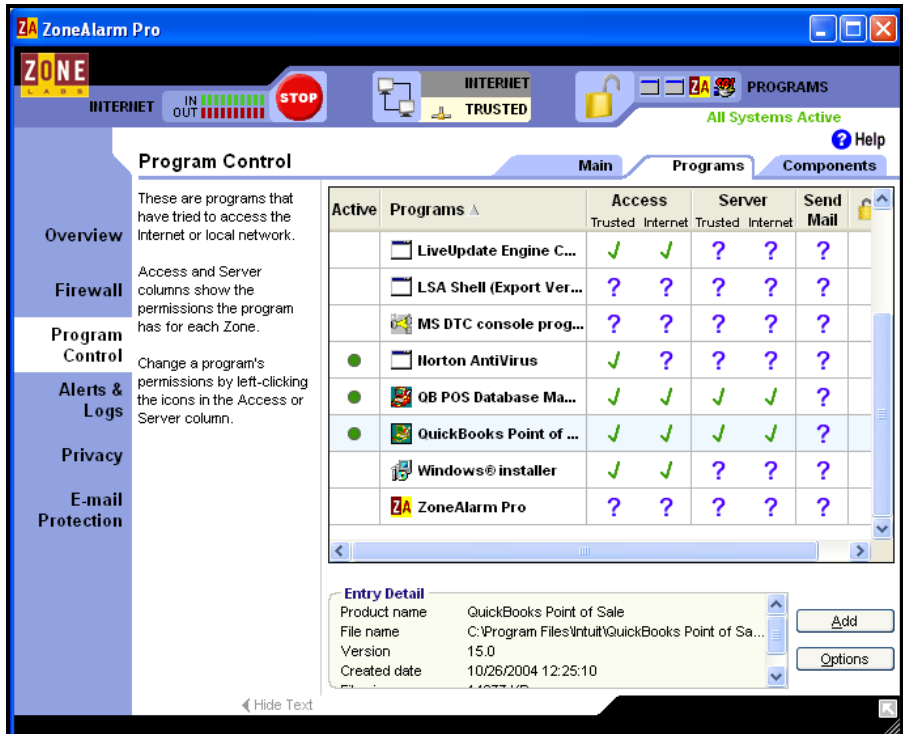 ZA ZoneAlarm Pro
ZONE
LABS
INTERNET IN OUT STOP
INTERNET
TRUSTED
ZA PROGRAMS
All Systems Active
? Help
Program Control
Main Programs Components
Overview
Firewall
Program Control
Alerts & Logs
Privacy
E-mail Protection
These are programs that
have tried to access the
Internet or local network.
Access and Server
columns show the
permissions the program
has for each Zone.
Change a program's
permissions by left-clicking
the icons in the Access or
Server column.
Active Programs Access Server Send Mail
Trusted Internet Trusted Internet
LiveUpdate Engine C... √ √ ? ? ?
LSA Shell (Export Ver... ? ? ? ? ?
MS DTC console prog... ? ? ? ? ?
Norton AntiVirus √ ? ? ? ?
QB POS Database Ma... √ √ √ √ ?
QuickBooks Point of ... √ √ √ √ ?
Windows® installer √ √ ? ? ?
ZA ZoneAlarm Pro ? ? ? ? ?
Entry Detail
Product name QuickBooks Point of Sale
File name C:\Program Files\Intuit\QuickBooks Point of Sa...
Version 15.0
Created date 10/26/2004 12:25:10
Add
Options
Hide Text